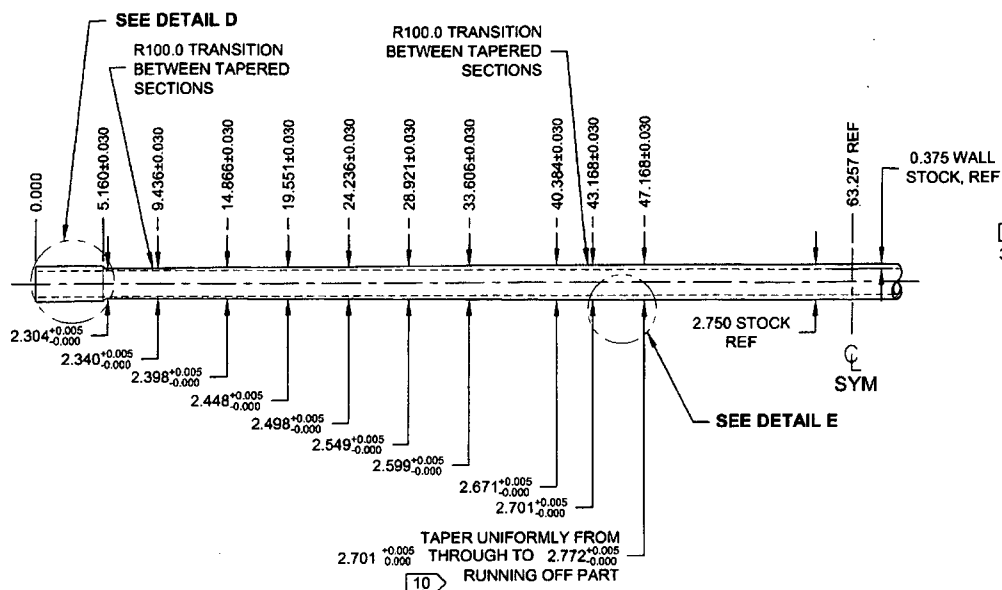 SEE DETAIL D
R100.0 TRANSITION
BETWEEN TAPERED
SECTIONS
R100.0 TRANSITION
BETWEEN TAPERED
SECTIONS
0.000
5.160±0.030
9.436±0.030
14.866±0.030
19.551±0.030
24.236±0.030
28.921±0.030
33.606±0.030
40.384±0.030
43.168±0.030
47.168±0.030
63.257 REF
0.375 WALL
STOCK, REF
2.304 +0.005 -0.000
2.340 +0.005 -0.000
2.398 +0.005 -0.000
2.448 +0.005 -0.000
2.498 +0.005 -0.000
2.549 +0.005 -0.000
2.599 +0.005 -0.000
2.671 +0.005 -0.000
2.701 +0.005 -0.000
2.750 STOCK
REF
℄
SYM
SEE DETAIL E
TAPER UNIFORMLY FROM
2.701 +0.005 0.000 THROUGH TO 2.772 +0.005 -0.000
RUNNING OFF PART
10